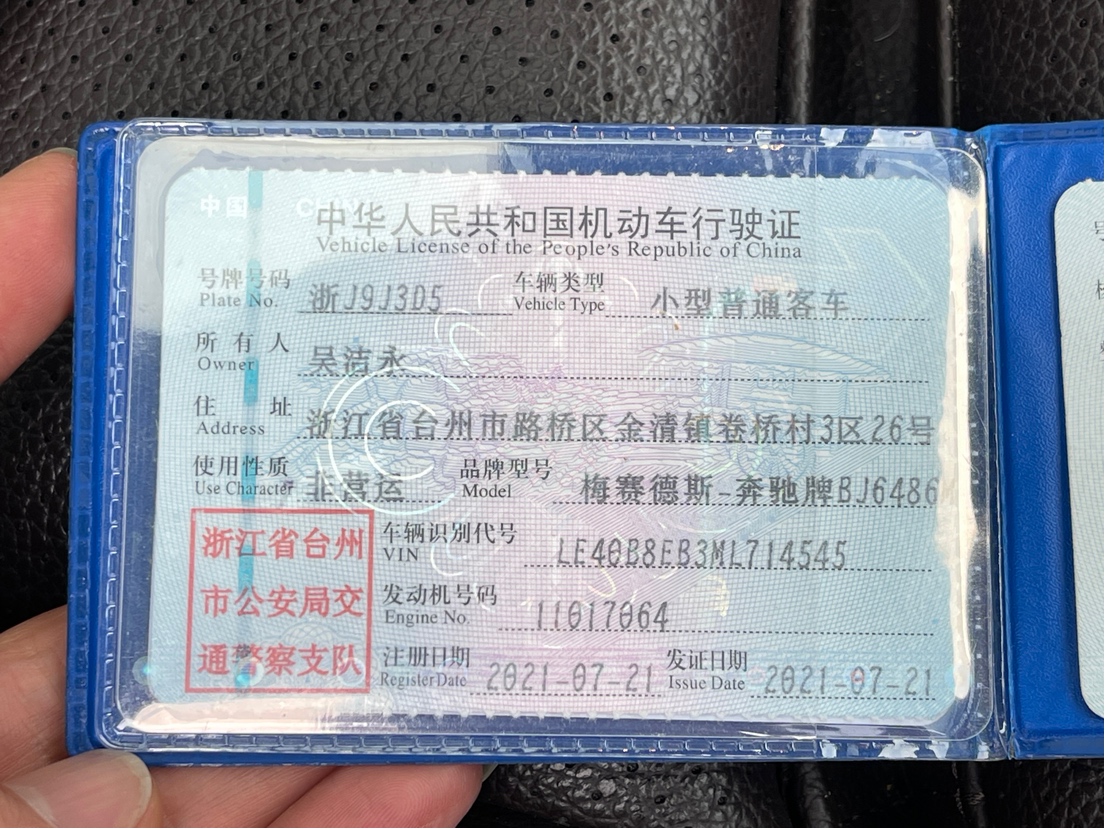 中国 CHINA
中华人民共和国机动车行驶证
Vehicle License of the People's Republic of China
号牌号码 浙J9J3D5 车辆类型 小型普通客车
Plate No. Vehicle Type
所有人 吴洁永
Owner
住址 浙江省台州市路桥区金清镇卷桥村3区26号
Address
使用性质 非营运 品牌型号 梅赛德斯-奔驰牌BJ6486
Use Character Model
浙江省台州
市公安局交
通警察支队
车辆识别代号 LE40B8EB3ML714545
VIN
发动机号码 11017064
Engine No.
注册日期 2021-07-21 发证日期 2021-07-21
Register Date Issue Date